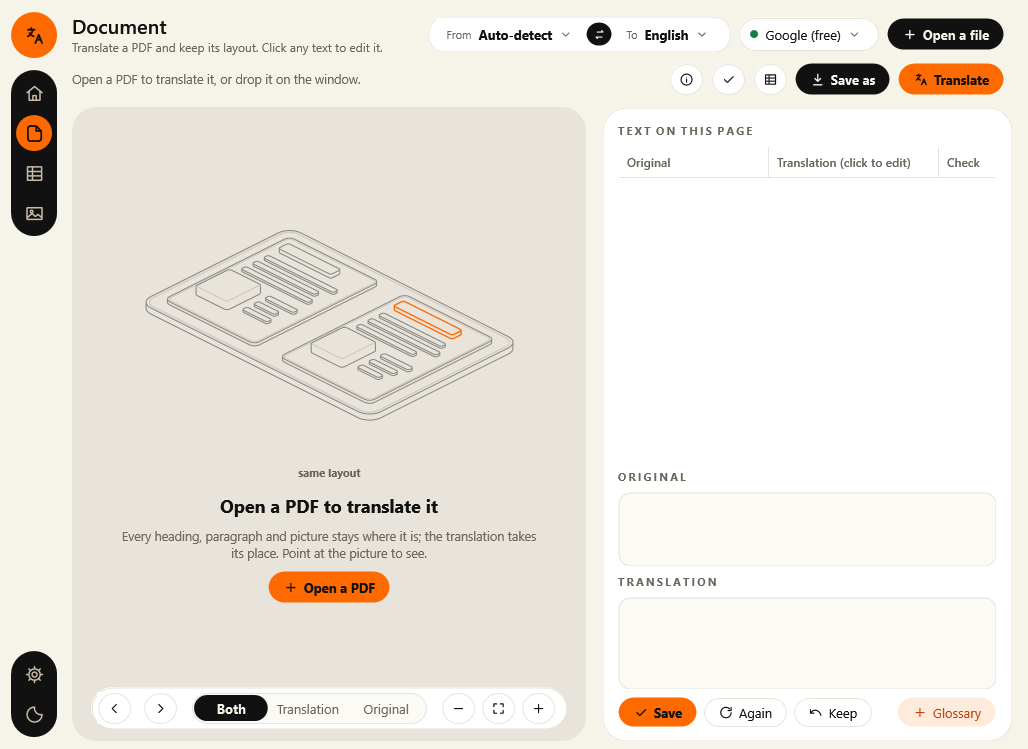 Document
Translate a PDF and keep its layout. Click any text to edit it.
From Auto-detect To English Google (free) + Open a file
Open a PDF to translate it, or drop it on the window.
Save as Translate
TEXT ON THIS PAGE
Original Translation (click to edit) Check
same layout
Open a PDF to translate it
Every heading, paragraph and picture stays where it is; the translation takes
its place. Point at the picture to see.
+ Open a PDF
Both Translation Original
ORIGINAL
TRANSLATION
Save Again Keep + Glossary